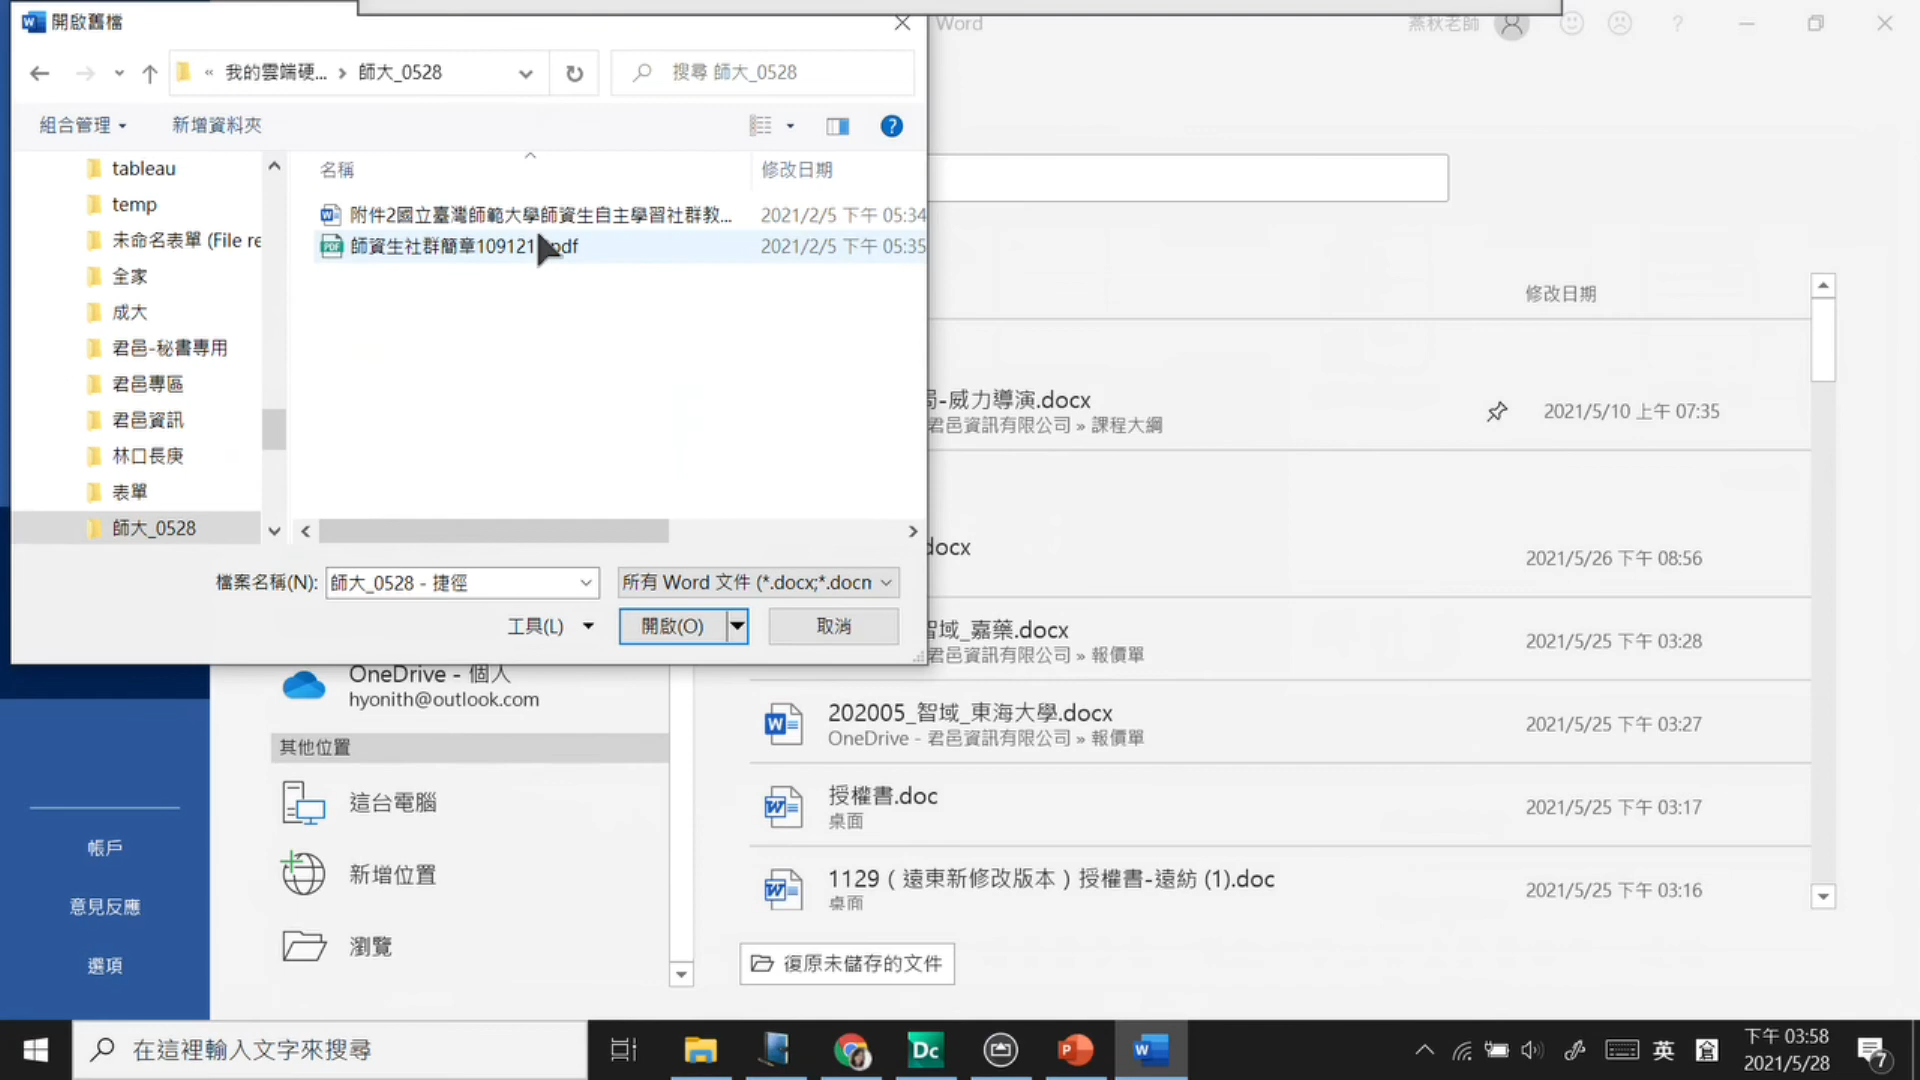 開啟舊檔
Word
燕秋老師
« 我的雲端硬... › 師大_0528
搜尋 師大_0528
組合管理
新增資料夾
名稱
修改日期
tableau
temp
未命名表單 (File re
全家
成大
君邑-秘書專用
君邑專區
君邑資訊
林口長庚
表單
師大_0528
附件2國立臺灣師範大學師資生自主學習社群教...
2021/2/5 下午 05:34
師資生社群簡章109121 pdf
2021/2/5 下午 05:35
檔案名稱(N):
師大_0528 - 捷徑
所有 Word 文件 (*.docx;*.docn
工具(L)
開啟(O)
取消
修改日期
-威力導演.docx
君邑資訊有限公司 » 課程大綱
2021/5/10 上午 07:35
docx
2021/5/26 下午 08:56
智域_嘉藥.docx
君邑資訊有限公司 » 報價單
2021/5/25 下午 03:28
OneDrive - 個人
hyonith@outlook.com
202005_智域_東海大學.docx
OneDrive - 君邑資訊有限公司 » 報價單
2021/5/25 下午 03:27
其他位置
這台電腦
授權書.doc
桌面
2021/5/25 下午 03:17
新增位置
1129（遠東新修改版本）授權書-遠紡 (1).doc
桌面
2021/5/25 下午 03:16
瀏覽
復原未儲存的文件
帳戶
意見反應
選項
在這裡輸入文字來搜尋
Dc
英
倉
下午 03:58
2021/5/28
7